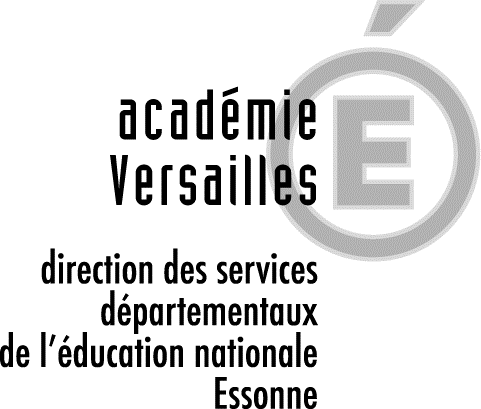 académie
Versailles
É
direction des services
départementaux
de l’éducation nationale
Essonne